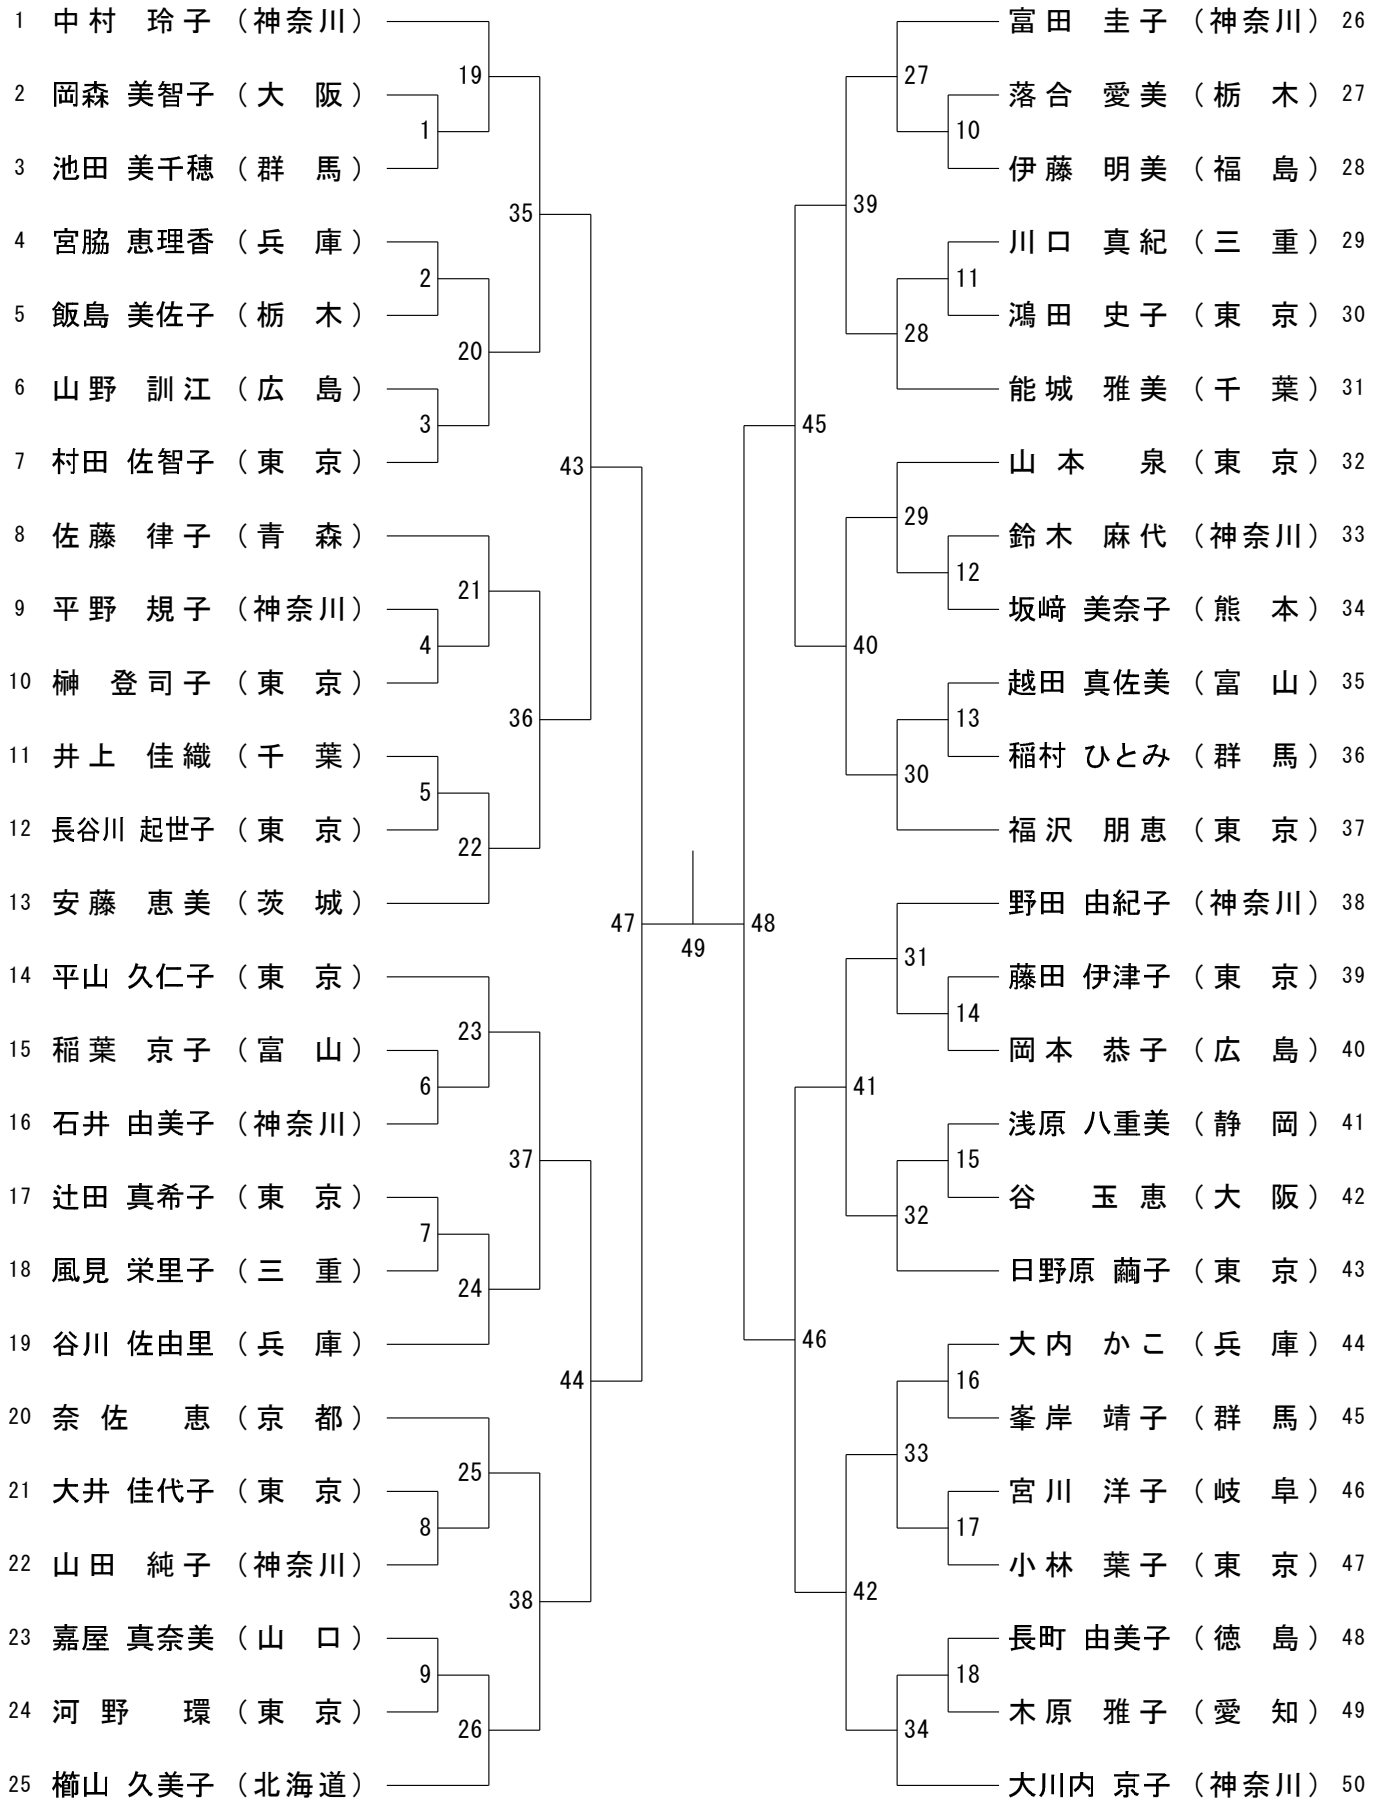 1 中村 玲子 (神奈川)
2 岡森 美智子 (大 阪)
3 池田 美千穂 (群 馬)
4 宮脇 恵理香 (兵 庫)
5 飯島 美佐子 (栃 木)
6 山野 訓江 (広 島)
7 村田 佐智子 (東 京)
8 佐藤 律子 (青 森)
9 平野 規子 (神奈川)
10 榊 登司子 (東 京)
11 井上 佳織 (千 葉)
12 長谷川 起世子 (東 京)
13 安藤 恵美 (茨 城)
14 平山 久仁子 (東 京)
15 稲葉 京子 (富 山)
16 石井 由美子 (神奈川)
17 辻田 真希子 (東 京)
18 風見 栄里子 (三 重)
19 谷川 佐由里 (兵 庫)
20 奈佐 恵 (京 都)
21 大井 佳代子 (東 京)
22 山田 純子 (神奈川)
23 嘉屋 真奈美 (山 口)
24 河野 環 (東 京)
25 櫛山 久美子 (北海道)
1
2
3
4
5
6
7
8
9
19
20
21
22
23
24
25
26
35
36
37
38
43
44
47
49
48
45
46
39
40
41
42
27
28
29
30
31
32
33
34
10
11
12
13
14
15
16
17
18
富田 圭子 (神奈川) 26
落合 愛美 (栃 木) 27
伊藤 明美 (福 島) 28
川口 真紀 (三 重) 29
鴻田 史子 (東 京) 30
能城 雅美 (千 葉) 31
山本 泉 (東 京) 32
鈴木 麻代 (神奈川) 33
坂﨑 美奈子 (熊 本) 34
越田 真佐美 (富 山) 35
稲村 ひとみ (群 馬) 36
福沢 朋恵 (東 京) 37
野田 由紀子 (神奈川) 38
藤田 伊津子 (東 京) 39
岡本 恭子 (広 島) 40
浅原 八重美 (静 岡) 41
谷 玉恵 (大 阪) 42
日野原 繭子 (東 京) 43
大内 かこ (兵 庫) 44
峯岸 靖子 (群 馬) 45
宮川 洋子 (岐 阜) 46
小林 葉子 (東 京) 47
長町 由美子 (徳 島) 48
木原 雅子 (愛 知) 49
大川内 京子 (神奈川) 50